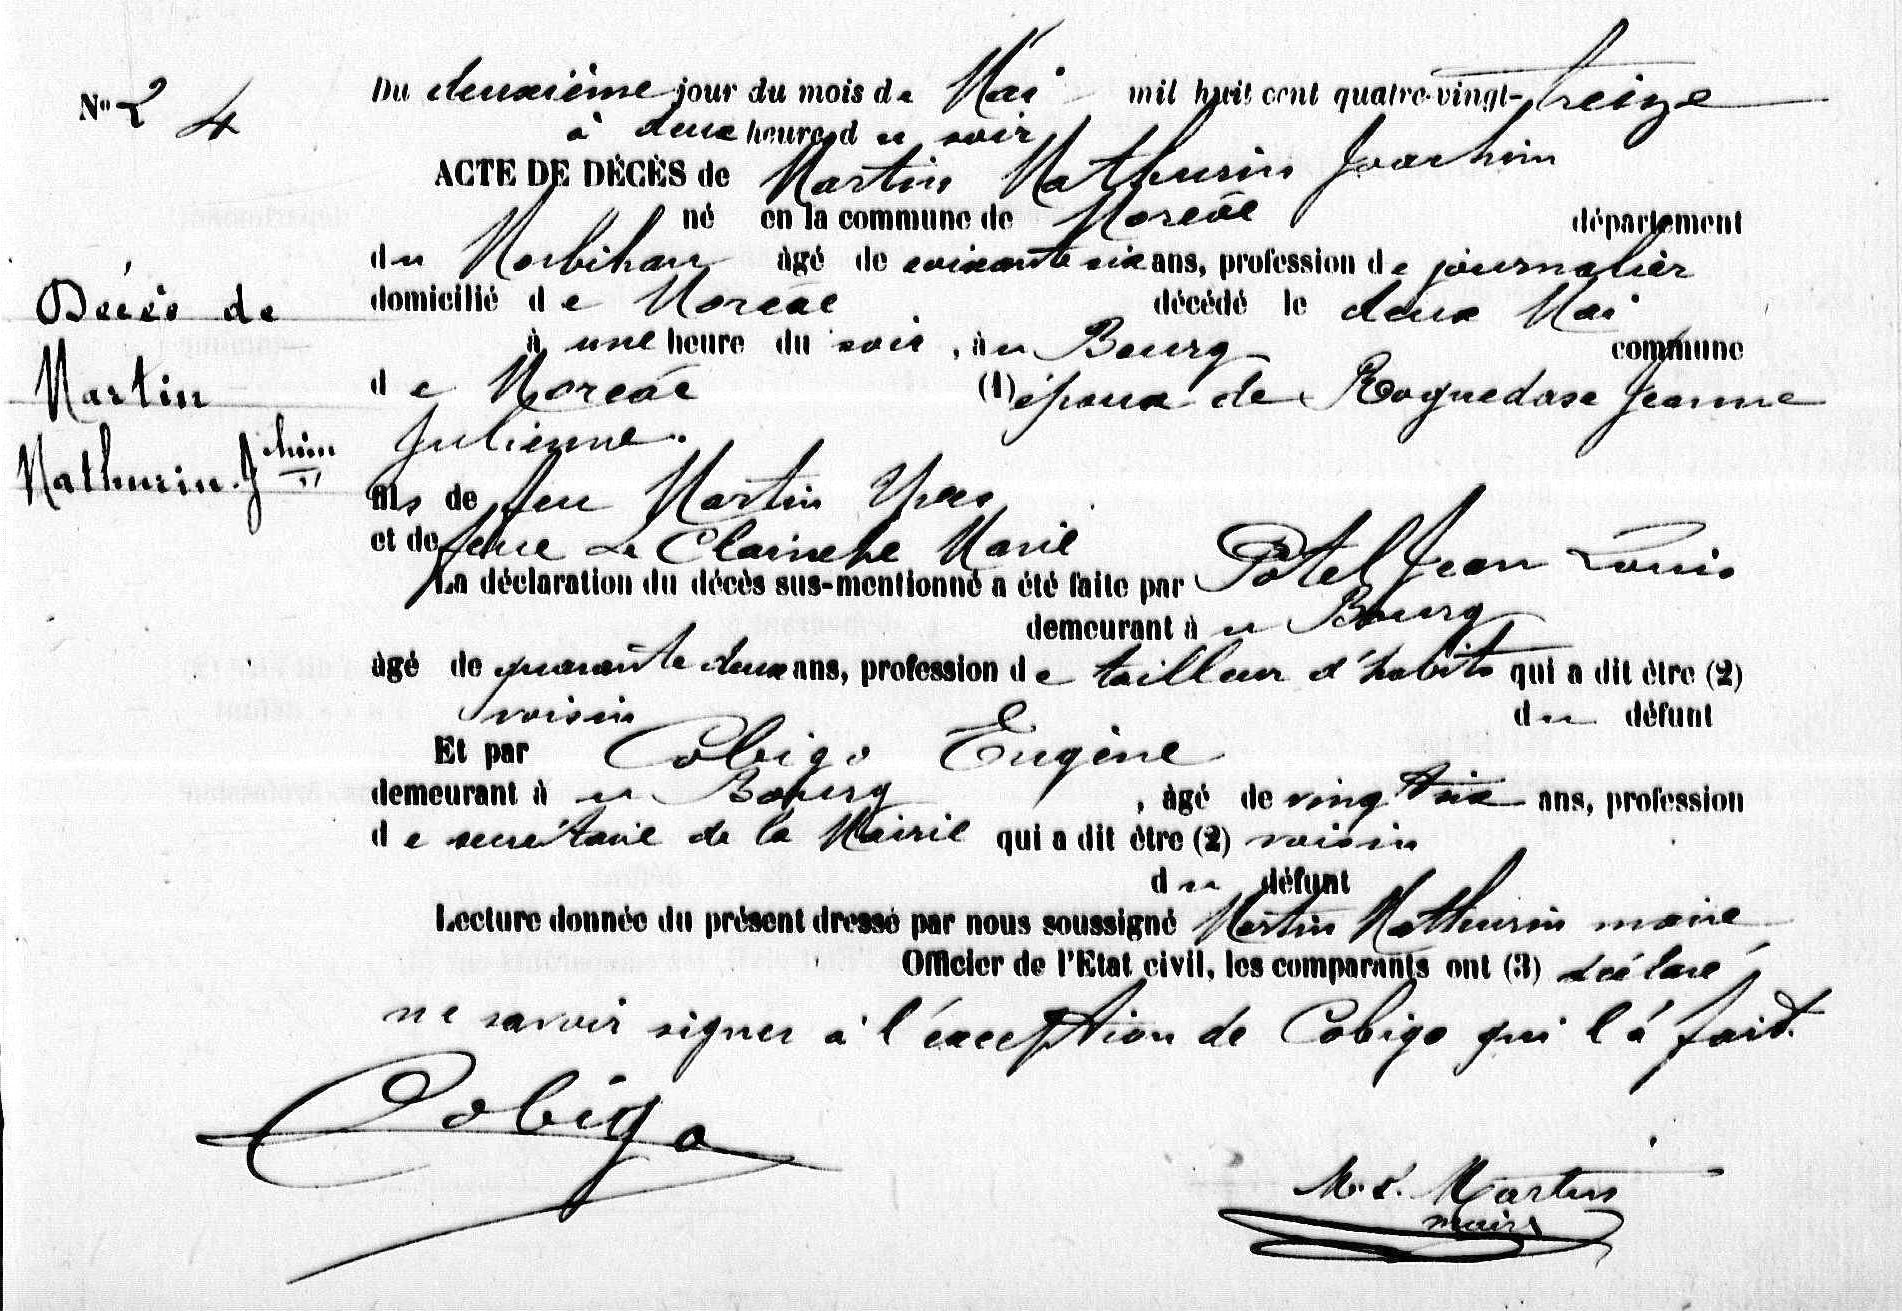 No 24
Du deuxième jour du mois de Mai mil huit cent quatre-vingt-treize
à deux heures du soir
ACTE DE DÉCÈS de Martin Mathurin Joachim
né en la commune de Moréac département
du Morbihan âgé de soixante six ans, profession de journalier
domicilié de Moréac décédé le deux Mai
à une heure du soir, au Bourg commune
de Moréac (1) époux de Roguedase Jeanne
Julienne.
fils de feu Martin Yves
et de feue Le Clainche Marie
La déclaration du décès sus-mentionné a été faite par Potel Jean Louis
demeurant à u Bourg
âgé de quarante deux ans, profession de tailleur d'habits qui a dit être (2)
voisin du défunt
Et par Cobigo Eugène
demeurant à u Bourg, âgé de vingt six ans, profession
de secrétaire de la Mairie qui a dit être (2) voisin
du défunt
Lecture donnée du présent dressé par nous soussigné Martin Mathurin maire
Officier de l'Etat civil, les comparants ont (3) déclaré
ne savoir signer à l'éxception de Cobigo qui l'á fait.
Décès de
Martin
Mathurin Jchim
Cobigo
Martin
maire